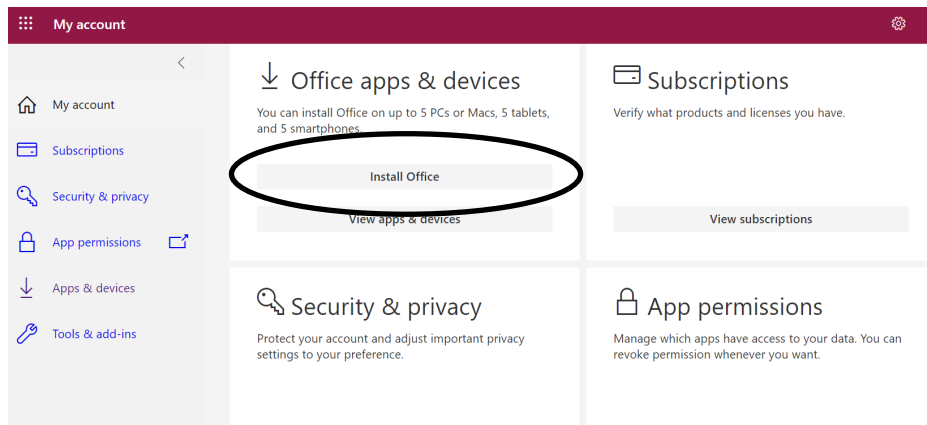 My account
My account
Subscriptions
Security & privacy
App permissions
Apps & devices
Tools & add-ins
Office apps & devices
You can install Office on up to 5 PCs or Macs, 5 tablets,
and 5 smartphones.
Install Office
View apps & devices
Subscriptions
Verify what products and licenses you have.
View subscriptions
Security & privacy
Protect your account and adjust important privacy
settings to your preference.
App permissions
Manage which apps have access to your data. You can
revoke permission whenever you want.